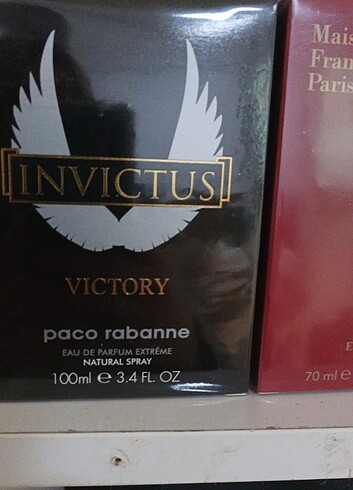 INVICTUS
VICTORY
paco rabanne
EAU DE PARFUM EXTRÊME
NATURAL SPRAY
100ml e 3.4 FL. OZ
Mais
Fran
Paris
E
70 ml e